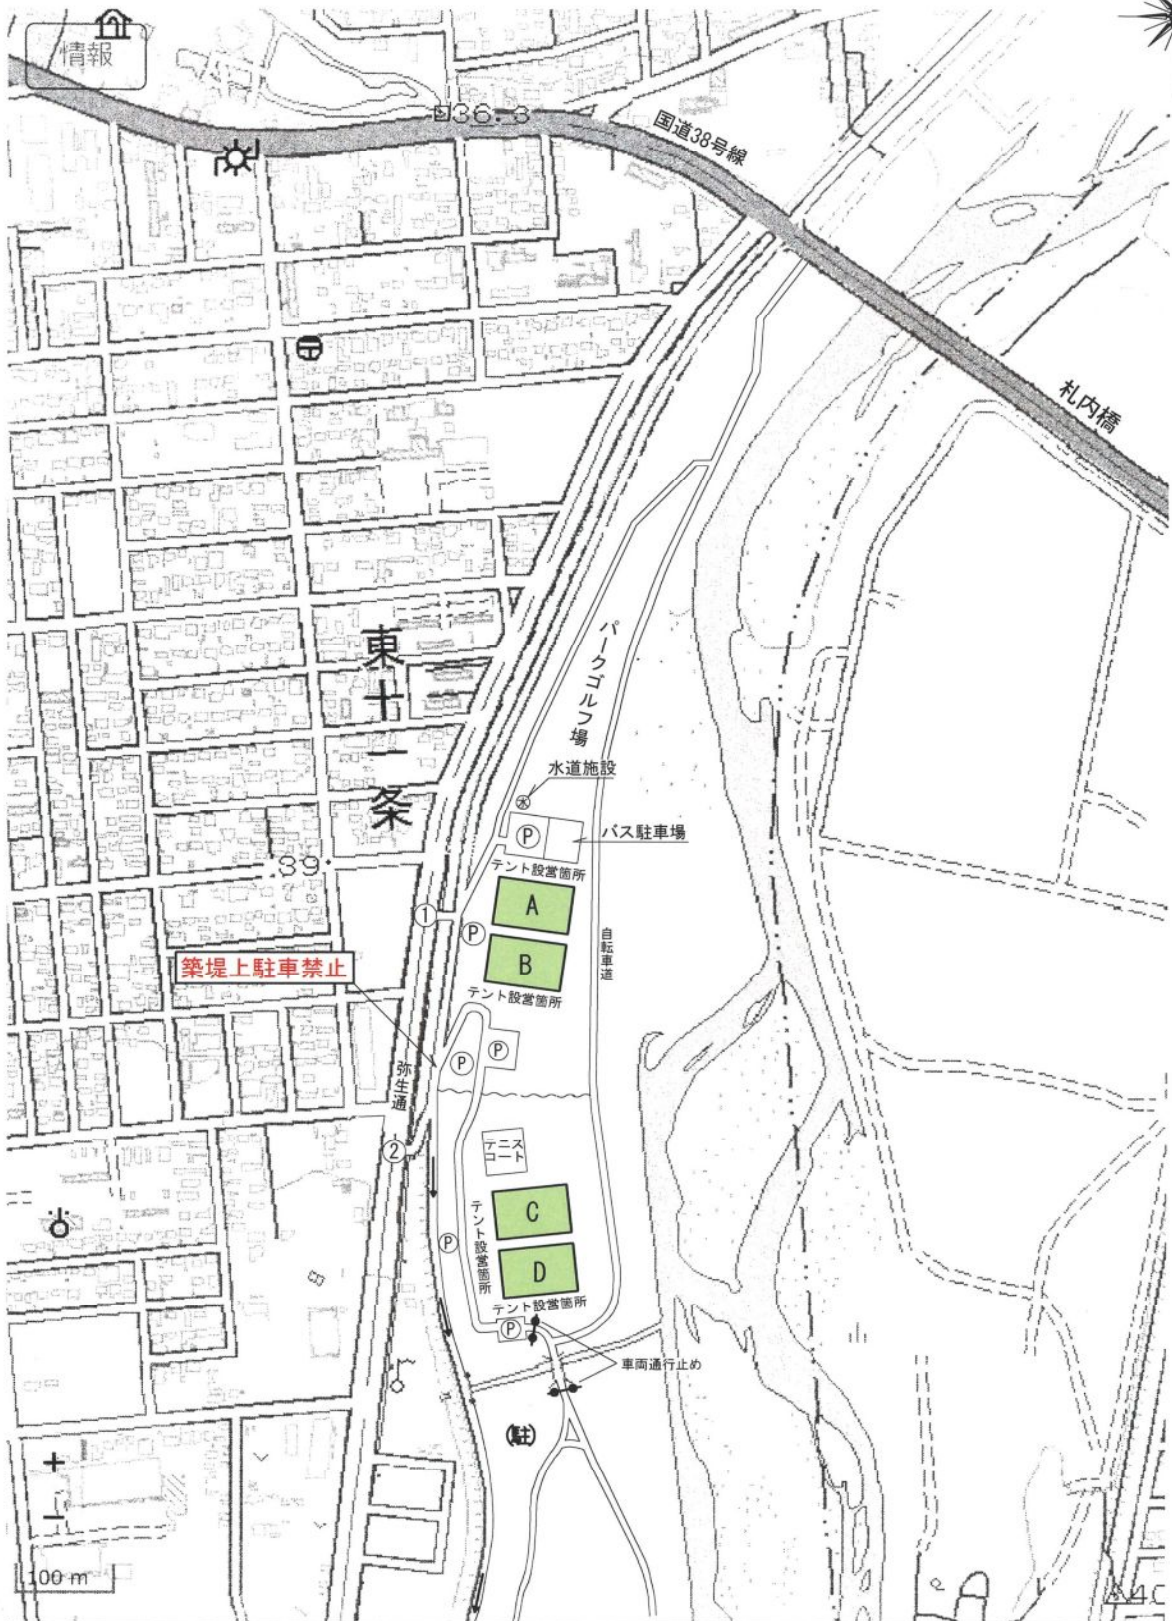 情報
36.3
国道38号線
札内橋
東十一条
パークゴルフ場
水道施設
水
P
バス駐車場
.39.
テント設営箇所
A
①
P
B
自転車道
築堤上駐車禁止
テント設営箇所
P
P
弥生通
②
テニス
コート
C
テント設営箇所
P
D
テント設営箇所
P
車両通行止め
(駐)
+
−
100 m